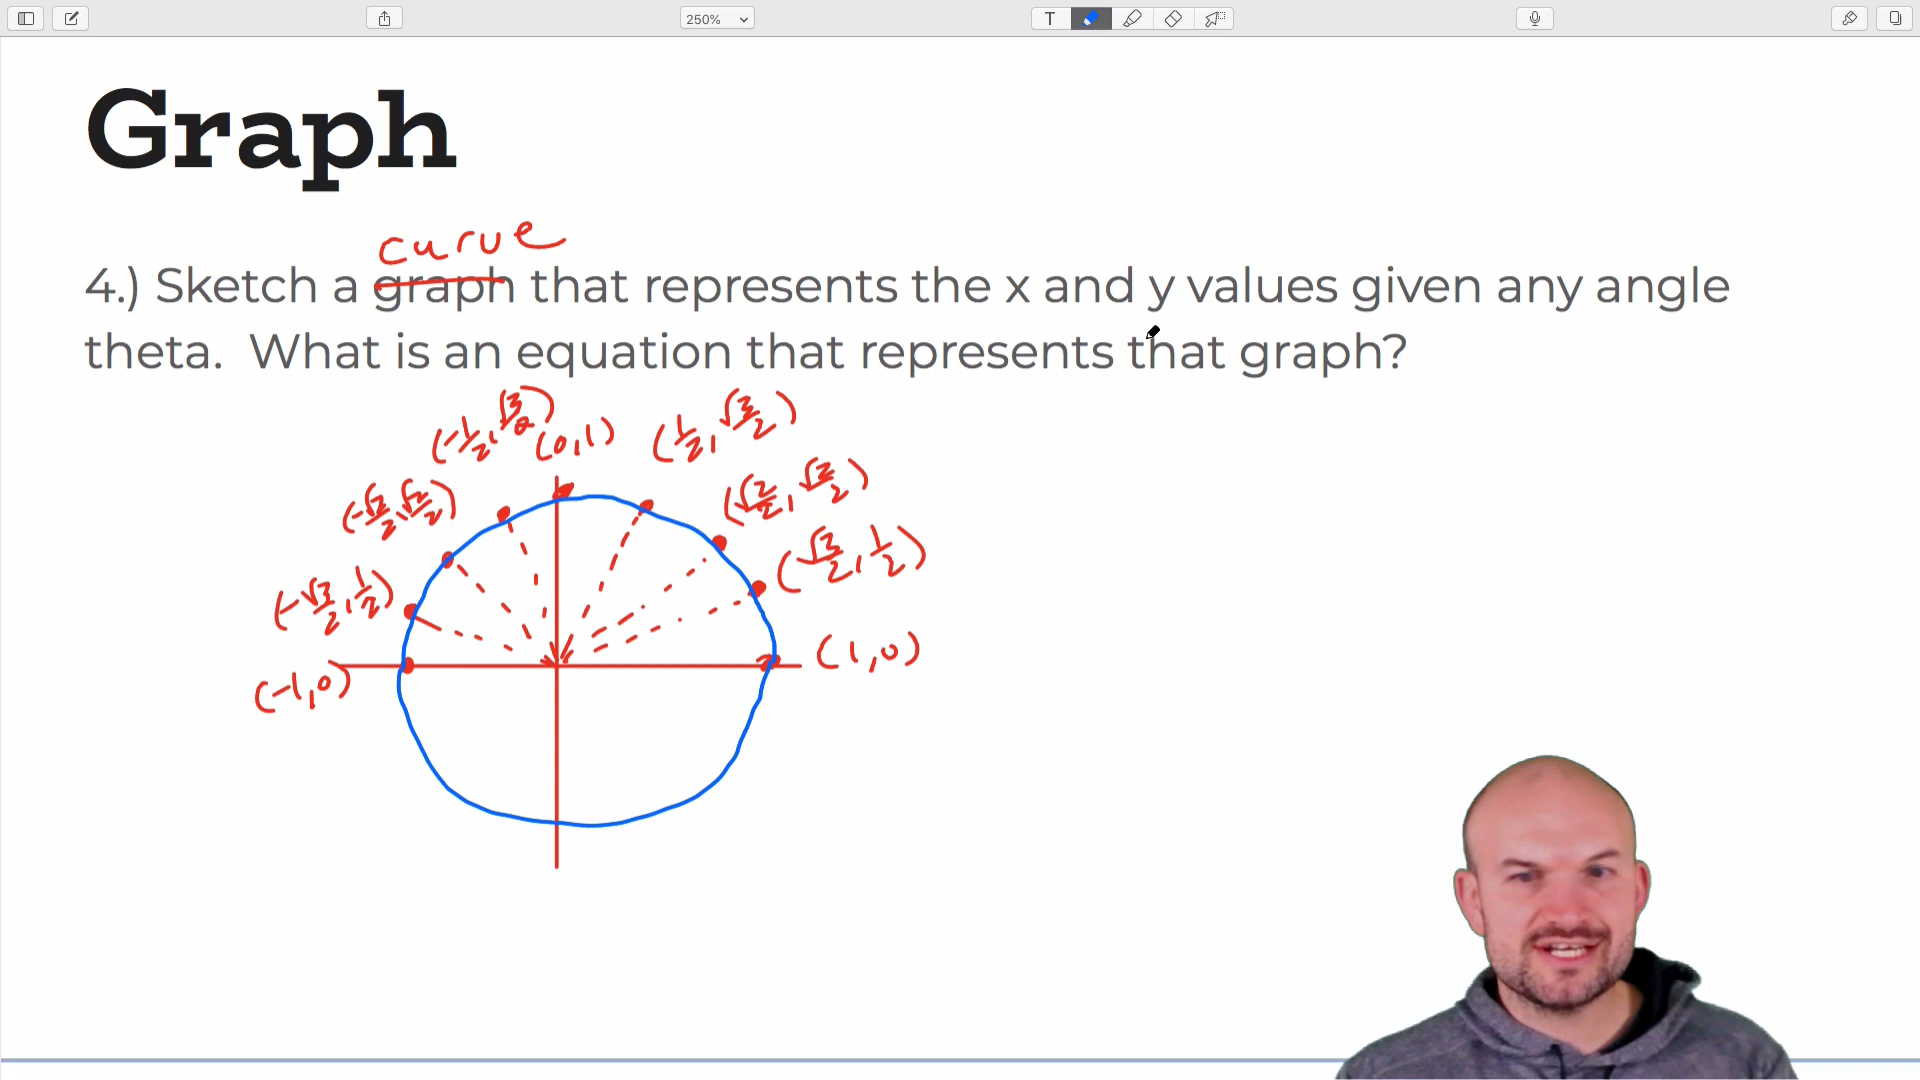 250%
T
Graph
curve
4.) Sketch a graph that represents the x and y values given any angle
theta. What is an equation that represents that graph?
(-1/2, √3/2)
(0,1)
(1/2, √3/2)
(-√2/2, √2/2)
(√2/2, √2/2)
(-√3/2, 1/2)
(√3/2, 1/2)
(-1,0)
(1,0)